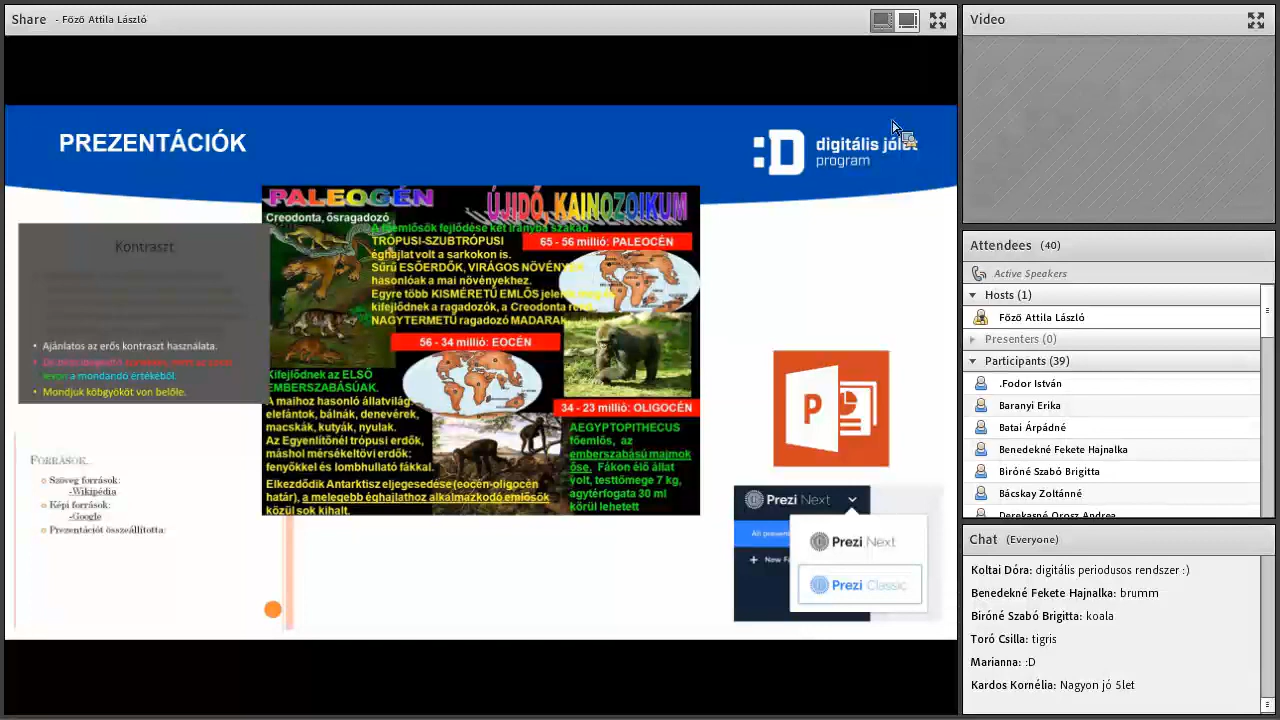 Share - Főző Attila László
PREZENTÁCIÓK
:D digitális jólét
program
Kontraszt
Ajánlatos az erős kontraszt használata.
levon a mondandó értékéből.
Mondjuk köbgyököt von belőle.
FORRÁSOK
Szöveg források:
-Wikipédia
Képi források:
-Google
Prezentációt összeállította:
PALEOGÉN
ÚJIDŐ, KAINOZOIKUM
Creodonta, ősragadozó
A főemlősök fejlődése két irányba szakad.
TRÓPUSI-SZUBTRÓPUSI
éghajlat volt a sarkokon is.
65 - 56 millió: PALEOCÉN
Sűrű ESŐERDŐK, VIRÁGOS NÖVÉNYEK
hasonlóak a mai növényekhez.
Egyre több KISMÉRETŰ EMLŐS
kifejlődnek a ragadozók, a Creodonta
NAGYTERMETŰ ragadozó MADARAK.
56 - 34 millió: EOCÉN
Kifejlődnek az ELSŐ
EMBERSZABÁSÚAK.
A maihoz hasonló állatvilág
elefántok, bálnák, denevérek,
macskák, kutyák, nyulak.
Az Egyenlítőnél trópusi erdők,
máshol mérsékeltövi erdők:
fenyőkkel és lombhullató fákkal.
Elkezdődik Antarktisz eljegesedése (eocén-oligocén
határ), a melegebb éghajlathoz alkalmazkodó emlősök
közül sok kihalt.
34 - 23 millió: OLIGOCÉN
AEGYPTOPITHECUS
főemlős, az
emberszabású majmok
őse. Fákon élő állat
volt, testtömege 7 kg,
agytérfogata 30 ml
körül lehetett
P
Prezi Next
All presen
+ New F
Prezi Next
Prezi Classic
Video
Attendees (40)
Active Speakers
Hosts (1)
Főző Attila László
Presenters (0)
Participants (39)
.Fodor István
Baranyi Erika
Batai Árpádné
Benedekné Fekete Hajnalka
Biróné Szabó Brigitta
Bácskay Zoltánné
Derekasné Orosz Andrea
Chat (Everyone)
Koltai Dóra: digitális periodusos rendszer :)
Benedekné Fekete Hajnalka: brumm
Biróné Szabó Brigitta: koala
Toró Csilla: tigris
Marianna: :D
Kardos Kornélia: Nagyon jó 5let